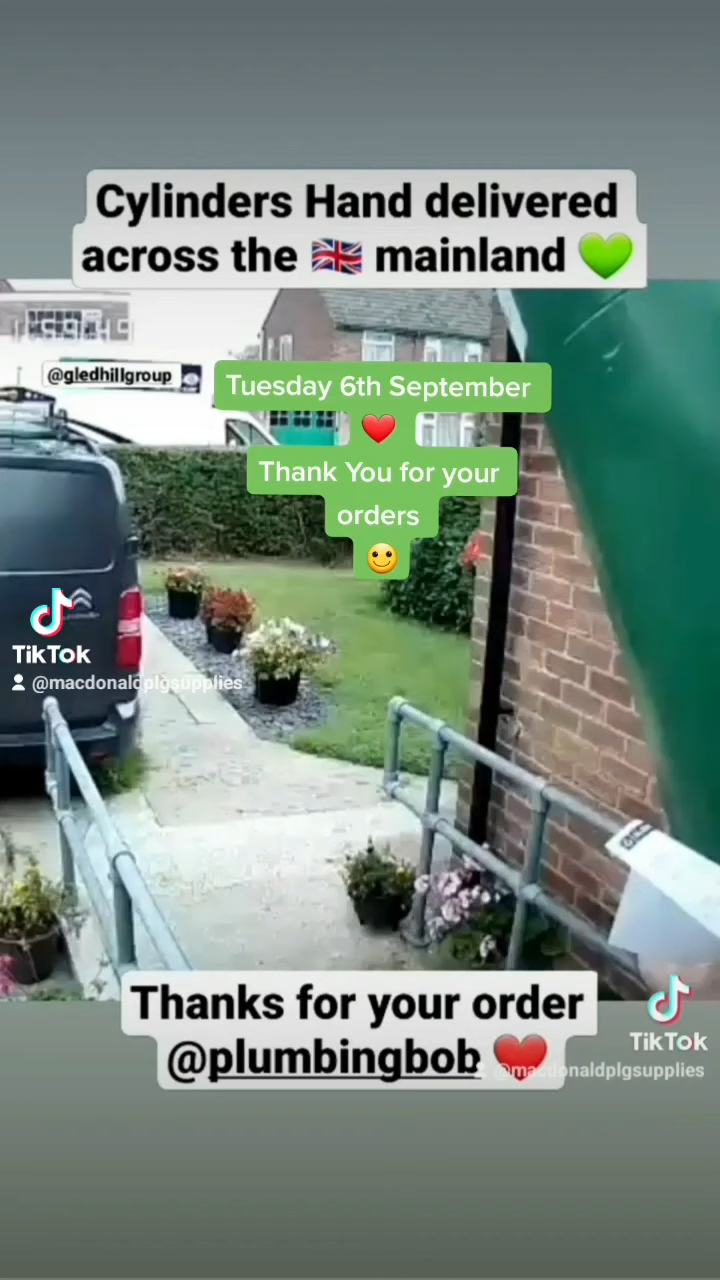 Cylinders Hand delivered
across the 🇬🇧 mainland 💚
@gledhillgroup
Tuesday 6th September
❤️
Thank You for your
orders
🙂
TikTok
@macdonaldplgsupplies
Thanks for your order
@plumbingbob ❤️
TikTok
@macdonaldplgsupplies